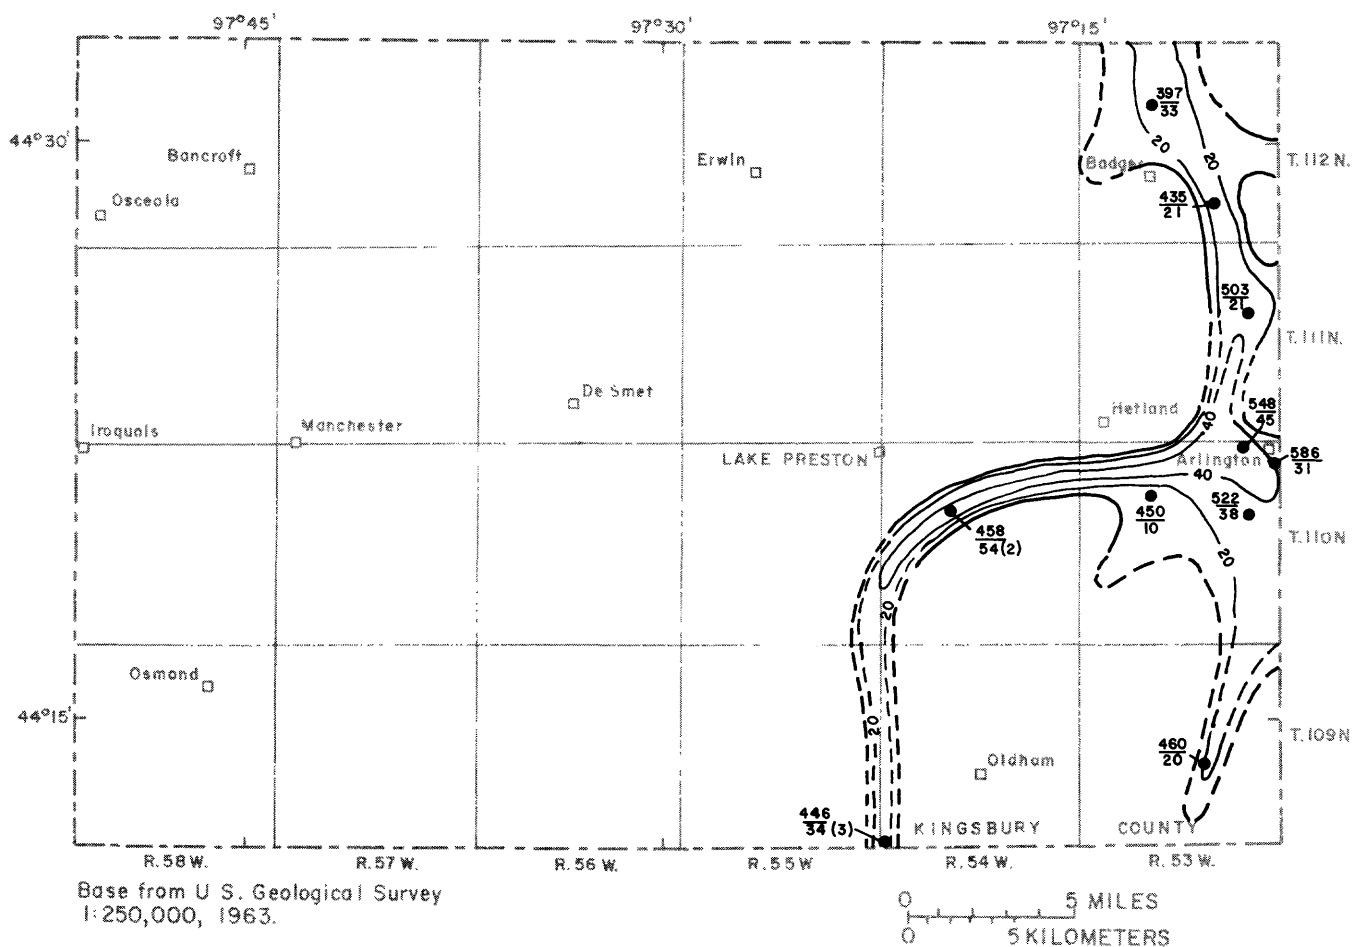 97°45'
97°30'
97°15'
44°30'
397
33
Bancroft
Erwin
Badger
T.112 N.
20
20
Osceola
435
21
503
21
T.111N.
De Smet
Hetland
548
45
40
Iroquois
Manchester
LAKE PRESTON
Arlington
586
31
40
522
38
450
10
458
54(2)
T.110N
20
20
Osmond
44°15'
20
T.109N
460
20
Oldham
446
34(3)
KINGSBURY COUNTY
R.58 W.
R.57 W.
R.56 W.
R.55 W
R.54 W.
R.53 W.
Base from U S. Geological Survey
1:250,000, 1963.
0 5 MILES
0 5 KILOMETERS